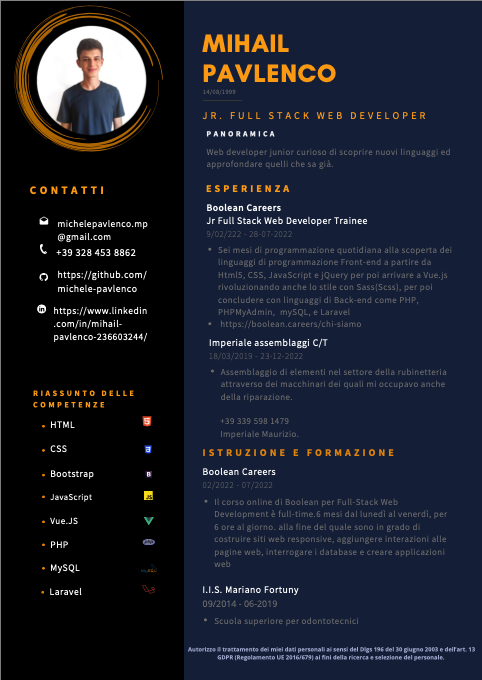 MIHAIL
PAVLENCO
14/08/1999
JR. FULL STACK WEB DEVELOPER
PANORAMICA
Web developer junior curioso di scoprire nuovi linguaggi ed
approfondare quelli che sa già.
CONTATTI
michelepavlenco.mp
@gmail.com
+39 328 453 8862
https://github.com/
michele-pavlenco
https://www.linkedin
.com/in/mihail-
pavlenco-236603244/
RIASSUNTO DELLE
COMPETENZE
• HTML
• CSS
• Bootstrap
B
• JavaScript
JS
• Vue.JS
• PHP
• MySQL
• Laravel
ESPERIENZA
Boolean Careers
Jr Full Stack Web Developer Trainee
9/02/222 - 28-07-2022
• Sei mesi di programmazione quotidiana alla scoperta dei
linguaggi di programmazione Front-end a partire da
Html5, CSS, JavaScript e jQuery per poi arrivare a Vue.js
rivoluzionando anche lo stile con Sass(Scss), per poi
concludere con linguaggi di Back-end come PHP,
PHPMyAdmin, mySQL, e Laravel
• https://boolean.careers/chi-siamo
Imperiale assemblaggi C/T
18/03/2019 - 23-12-2022
• Assemblaggio di elementi nel settore della rubinetteria
attraverso dei macchinari dei quali mi occupavo anche
della riparazione.
+39 339 598 1479
Imperiale Maurizio.
ISTRUZIONE E FORMAZIONE
Boolean Careers
02/2022 - 07/2022
• Il corso online di Boolean per Full-Stack Web
Development è full-time.6 mesi dal lunedì al venerdì, per
6 ore al giorno. alla fine del quale sono in grado di
costruire siti web responsive, aggiungere interazioni alle
pagine web, interrogare i database e creare applicazioni
web
I.I.S. Mariano Fortuny
09/2014 - 06-2019
• Scuola superiore per odontotecnici
Autorizzo il trattamento dei miei dati personali ai sensi del Dlgs 196 del 30 giugno 2003 e dell'art. 13
GDPR (Regolamento UE 2016/679) ai fini della ricerca e selezione del personale.